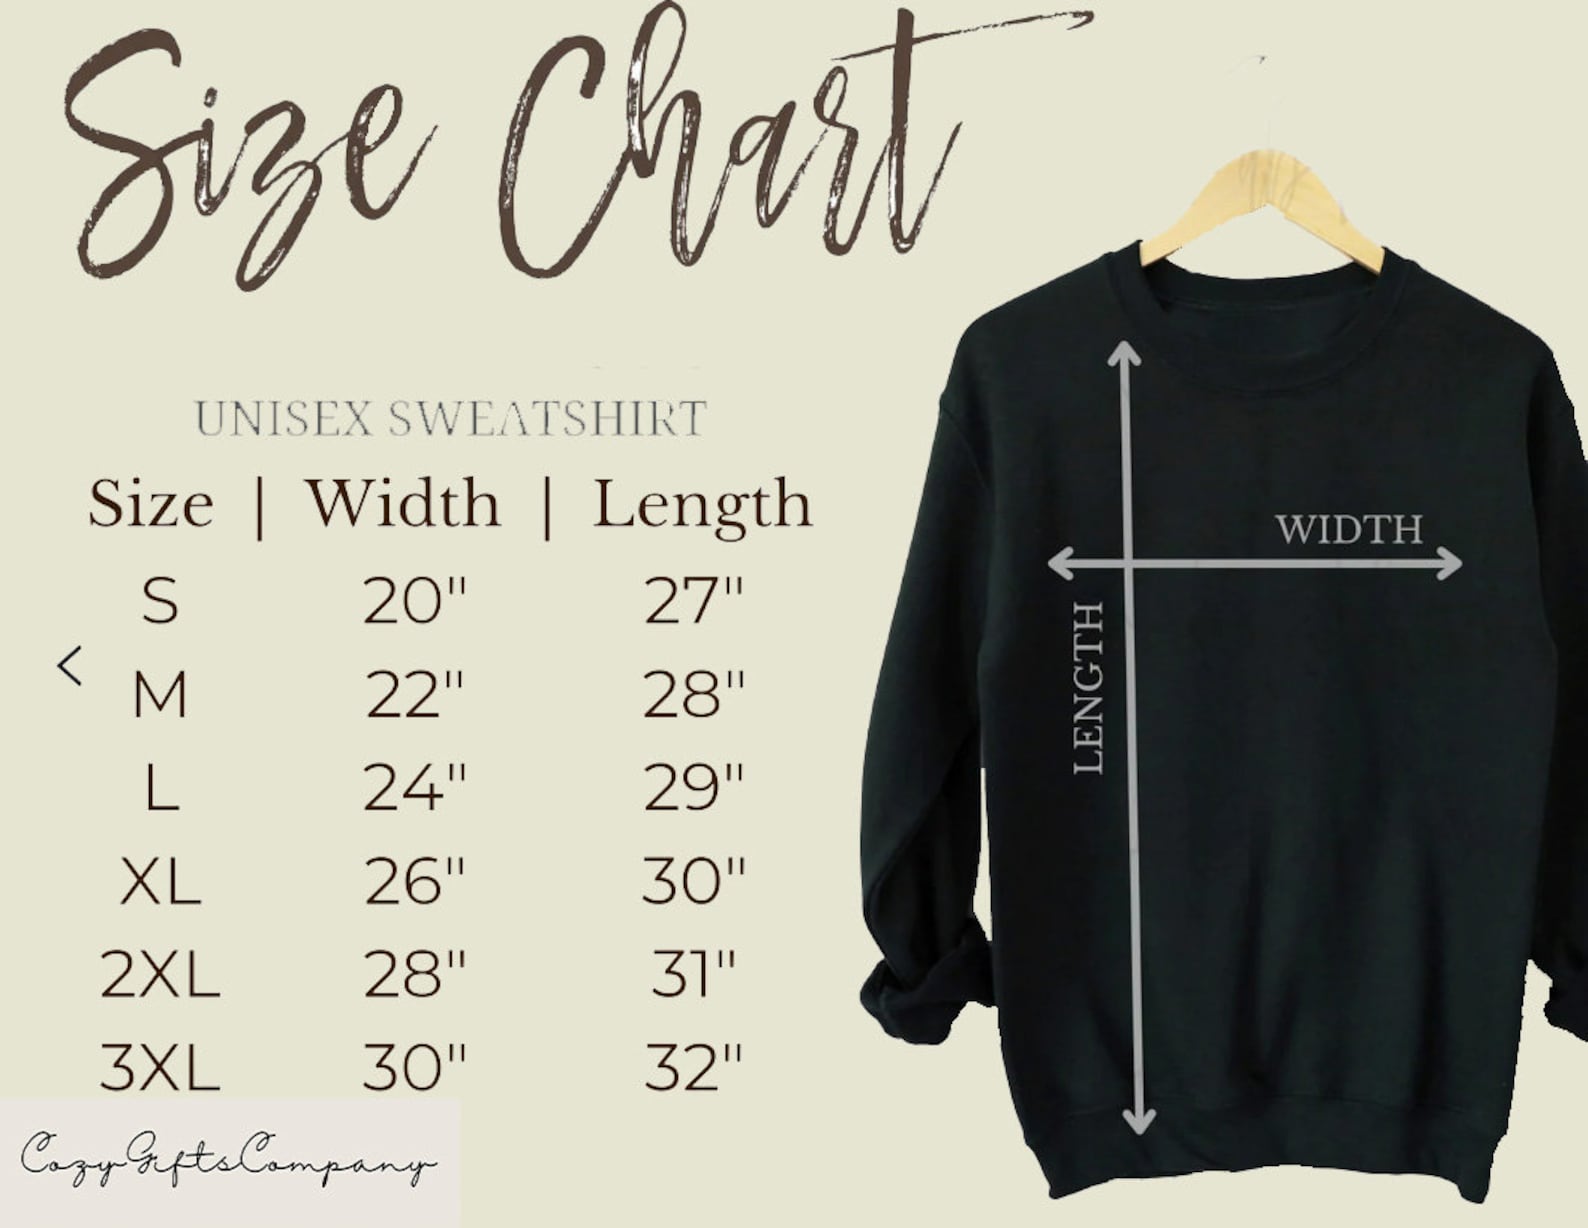 Size Chart
UNISEX SWEATSHIRT
Size | Width | Length
S 20" 27"
M 22" 28"
L 24" 29"
XL 26" 30"
2XL 28" 31"
3XL 30" 32"
CozyGiftsCompany
WIDTH
LENGTH